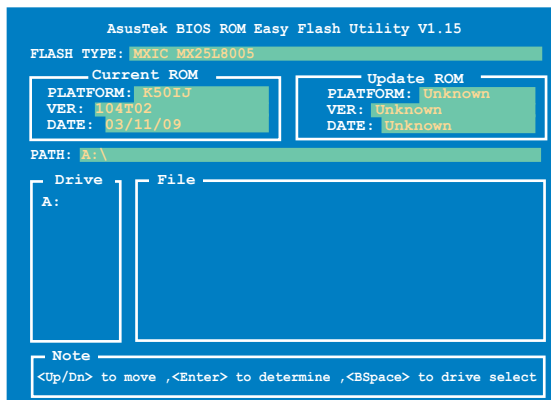 AsusTek BIOS ROM Easy Flash Utility V1.15
FLASH TYPE: MXIC MX25L8005
Current ROM
PLATFORM: K50IJ
VER: 104T02
DATE: 03/11/09
Update ROM
PLATFORM: Unknown
VER: Unknown
DATE: Unknown
PATH: A:\
Drive
A:
File
Note
<Up/Dn> to move ,<Enter> to determine ,<BSpace> to drive select